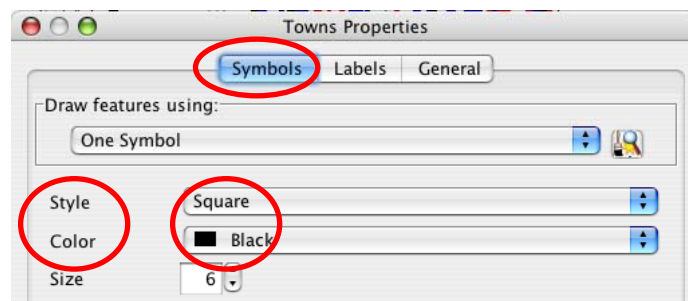 Towns Properties
Symbols Labels General
Draw features using:
One Symbol
Style Square
Color Black
Size 6